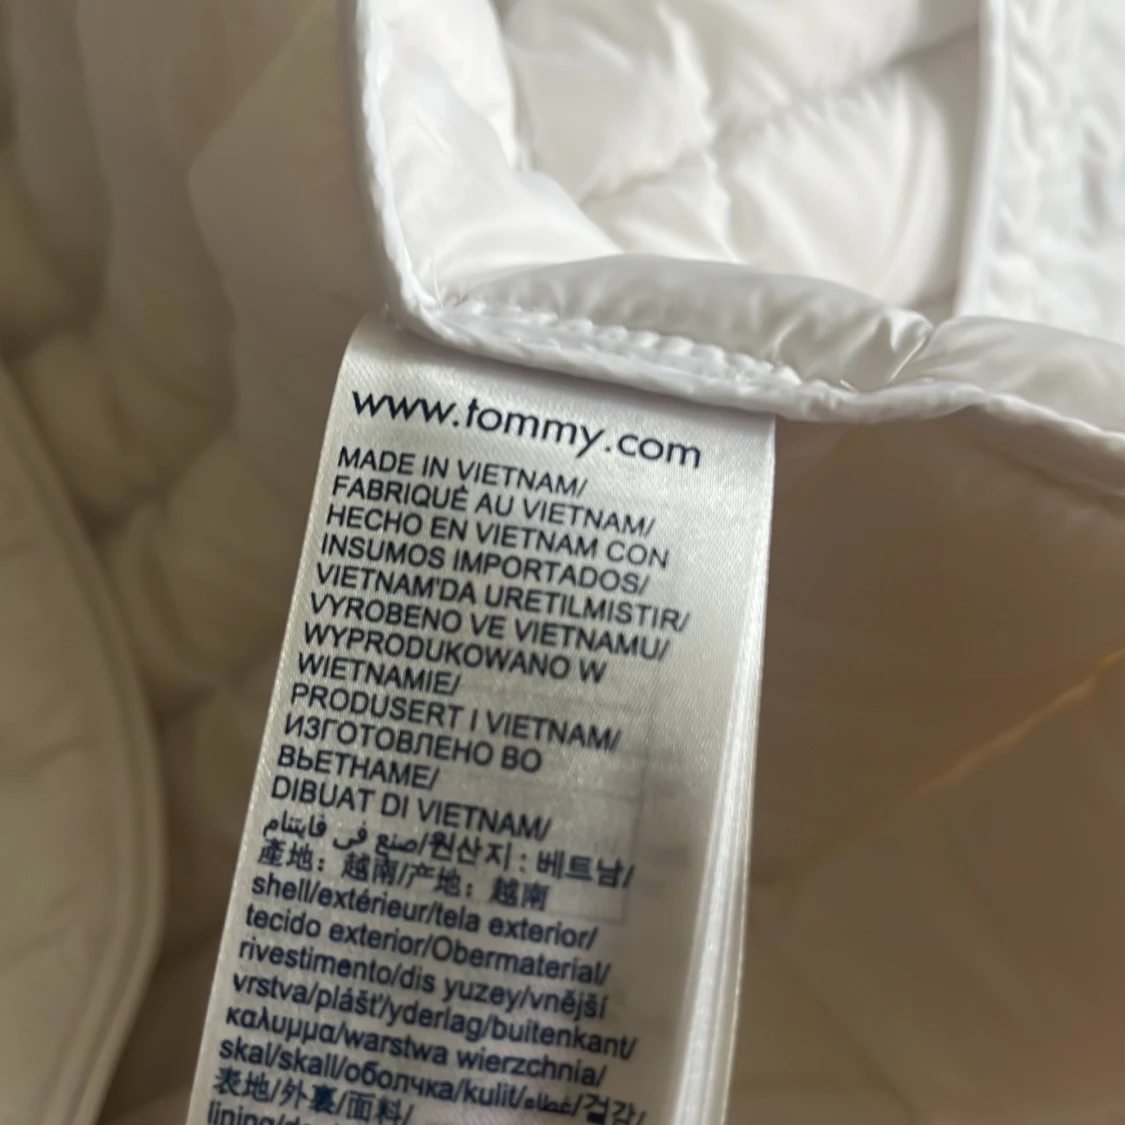 www.tommy.com
MADE IN VIETNAM/
FABRIQUÉ AU VIETNAM/
HECHO EN VIETNAM CON
INSUMOS IMPORTADOS/
VIETNAM'DA URETILMISTIR/
VYROBENO VE VIETNAMU/
WYPRODUKOWANO W
WIETNAMIE/
PRODUSERT I VIETNAM/
ИЗГОТОВЛЕНО ВО
ВЬЕТНАМЕ/
DIBUAT DI VIETNAM/
صنع في فايتنام/원산지 : 베트남/
產地：越南/产地：越南
shell/extérieur/tela exterior/
tecido exterior/Obermaterial/
rivestimento/dis yuzey/vnější
vrstva/plášť/yderlag/buitenkant/
καλυμμα/warstwa wierzchnia/
skal/skall/оболчка/kulit/غطاء/겉감/
表地/外裏/面料/
lining/